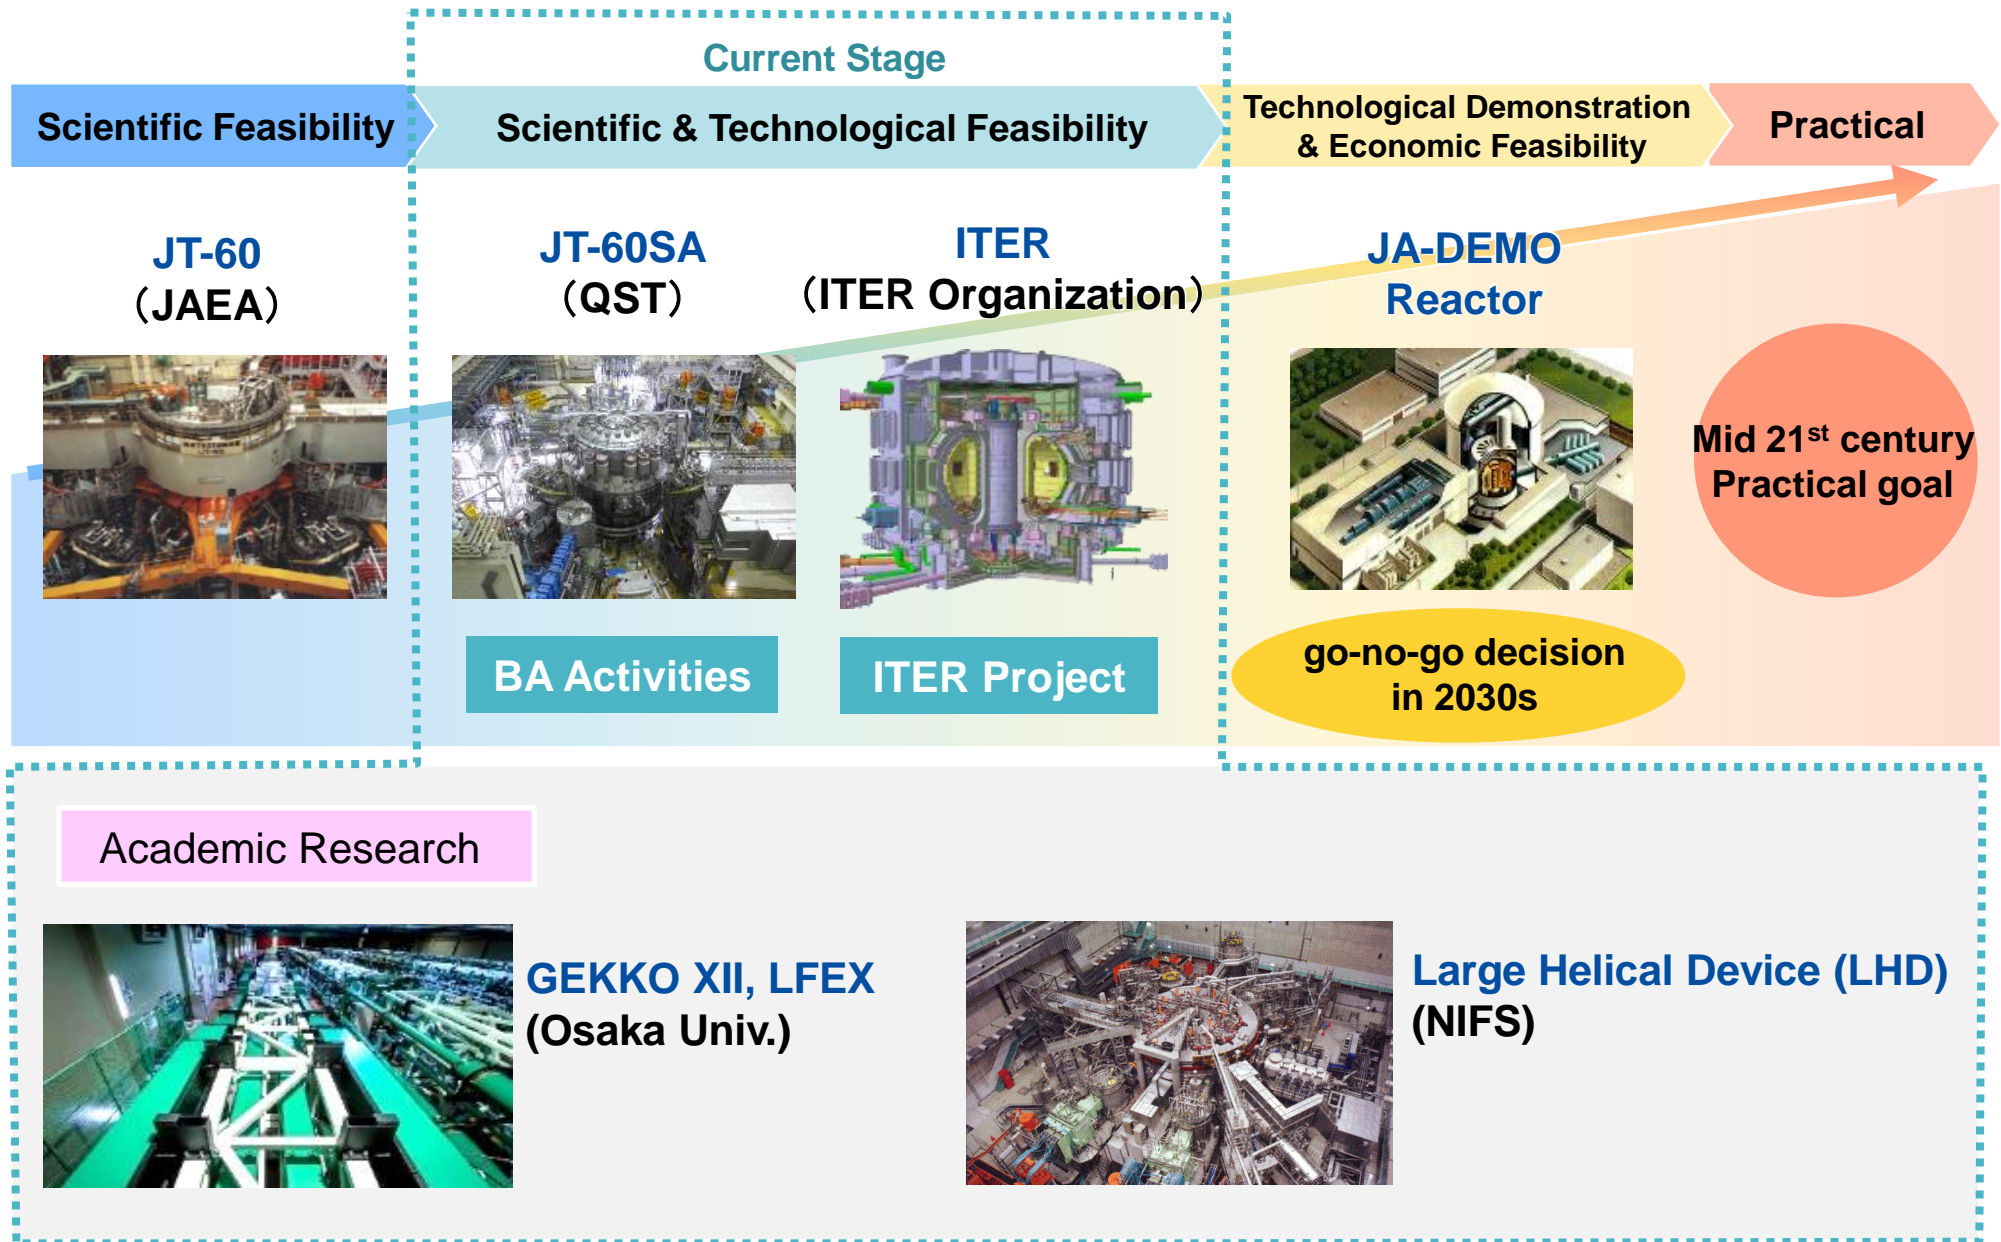 Current Stage
Scientific Feasibility
Scientific & Technological Feasibility
Technological Demonstration
& Economic Feasibility
Practical
JT-60
（JAEA）
JT-60SA
（QST）
ITER
（ITER Organization）
JA-DEMO
Reactor
Mid 21st century
Practical goal
BA Activities
ITER Project
go-no-go decision
in 2030s
Academic Research
GEKKO XII, LFEX
(Osaka Univ.)
Large Helical Device (LHD)
(NIFS)